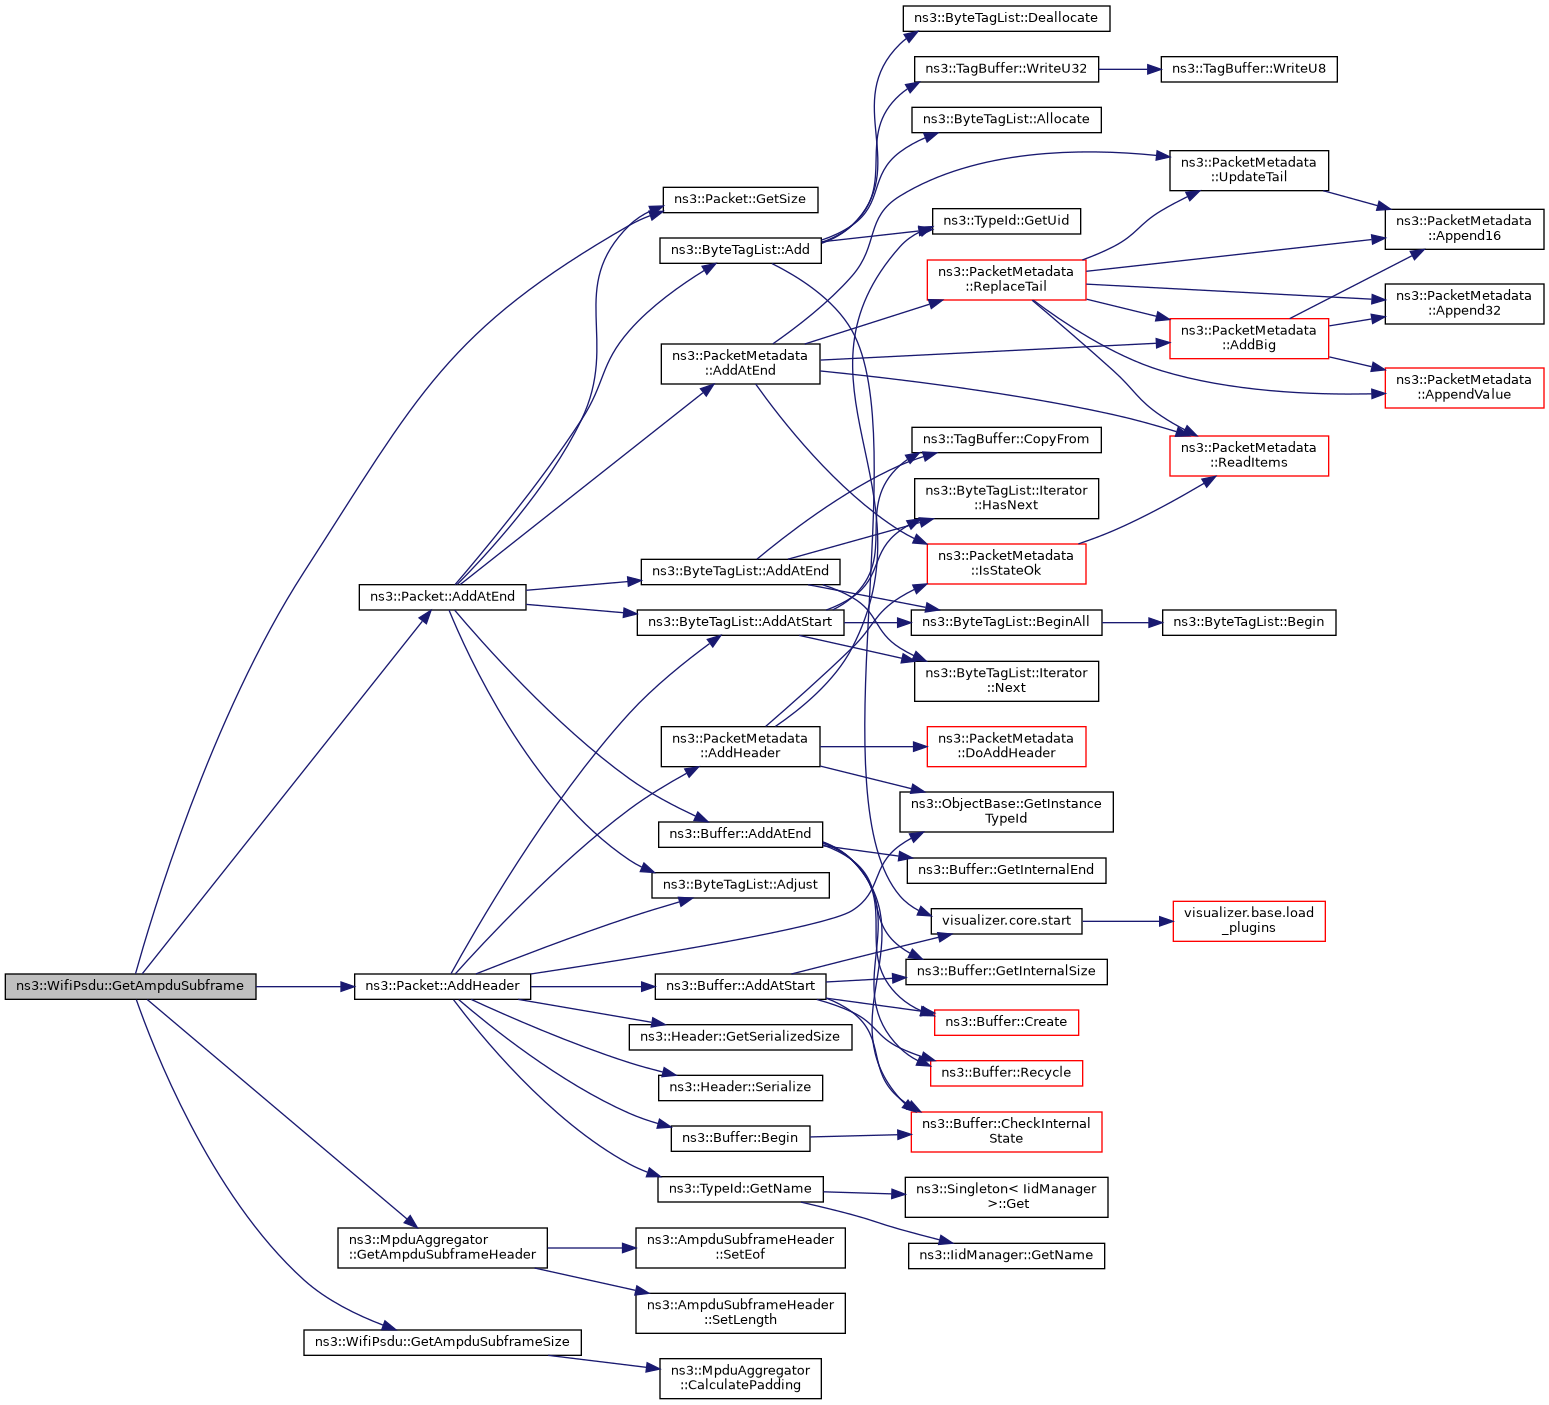 ns3::WifiPsdu::GetAmpduSubframe
ns3::Packet::GetSize
ns3::Packet::AddAtEnd
ns3::Packet::AddHeader
ns3::MpduAggregator
::GetAmpduSubframeHeader
ns3::WifiPsdu::GetAmpduSubframeSize
ns3::ByteTagList::Add
ns3::PacketMetadata
::AddAtEnd
ns3::ByteTagList::AddAtEnd
ns3::ByteTagList::AddAtStart
ns3::PacketMetadata
::AddHeader
ns3::Buffer::AddAtEnd
ns3::ByteTagList::Adjust
ns3::Buffer::AddAtStart
ns3::Header::GetSerializedSize
ns3::Header::Serialize
ns3::Buffer::Begin
ns3::TypeId::GetName
ns3::AmpduSubframeHeader
::SetEof
ns3::AmpduSubframeHeader
::SetLength
ns3::MpduAggregator
::CalculatePadding
ns3::ByteTagList::Deallocate
ns3::TagBuffer::WriteU32
ns3::ByteTagList::Allocate
ns3::TypeId::GetUid
ns3::PacketMetadata
::ReplaceTail
ns3::TagBuffer::CopyFrom
ns3::ByteTagList::Iterator
::HasNext
ns3::PacketMetadata
::IsStateOk
ns3::ByteTagList::BeginAll
ns3::ByteTagList::Iterator
::Next
ns3::PacketMetadata
::DoAddHeader
ns3::ObjectBase::GetInstance
TypeId
ns3::Buffer::GetInternalEnd
visualizer.core.start
ns3::Buffer::GetInternalSize
ns3::Buffer::Create
ns3::Buffer::Recycle
ns3::Buffer::CheckInternal
State
ns3::Singleton< IidManager
>::Get
ns3::IidManager::GetName
ns3::TagBuffer::WriteU8
ns3::PacketMetadata
::UpdateTail
ns3::PacketMetadata
::AddBig
ns3::PacketMetadata
::ReadItems
ns3::ByteTagList::Begin
visualizer.base.load
_plugins
ns3::PacketMetadata
::Append16
ns3::PacketMetadata
::Append32
ns3::PacketMetadata
::AppendValue